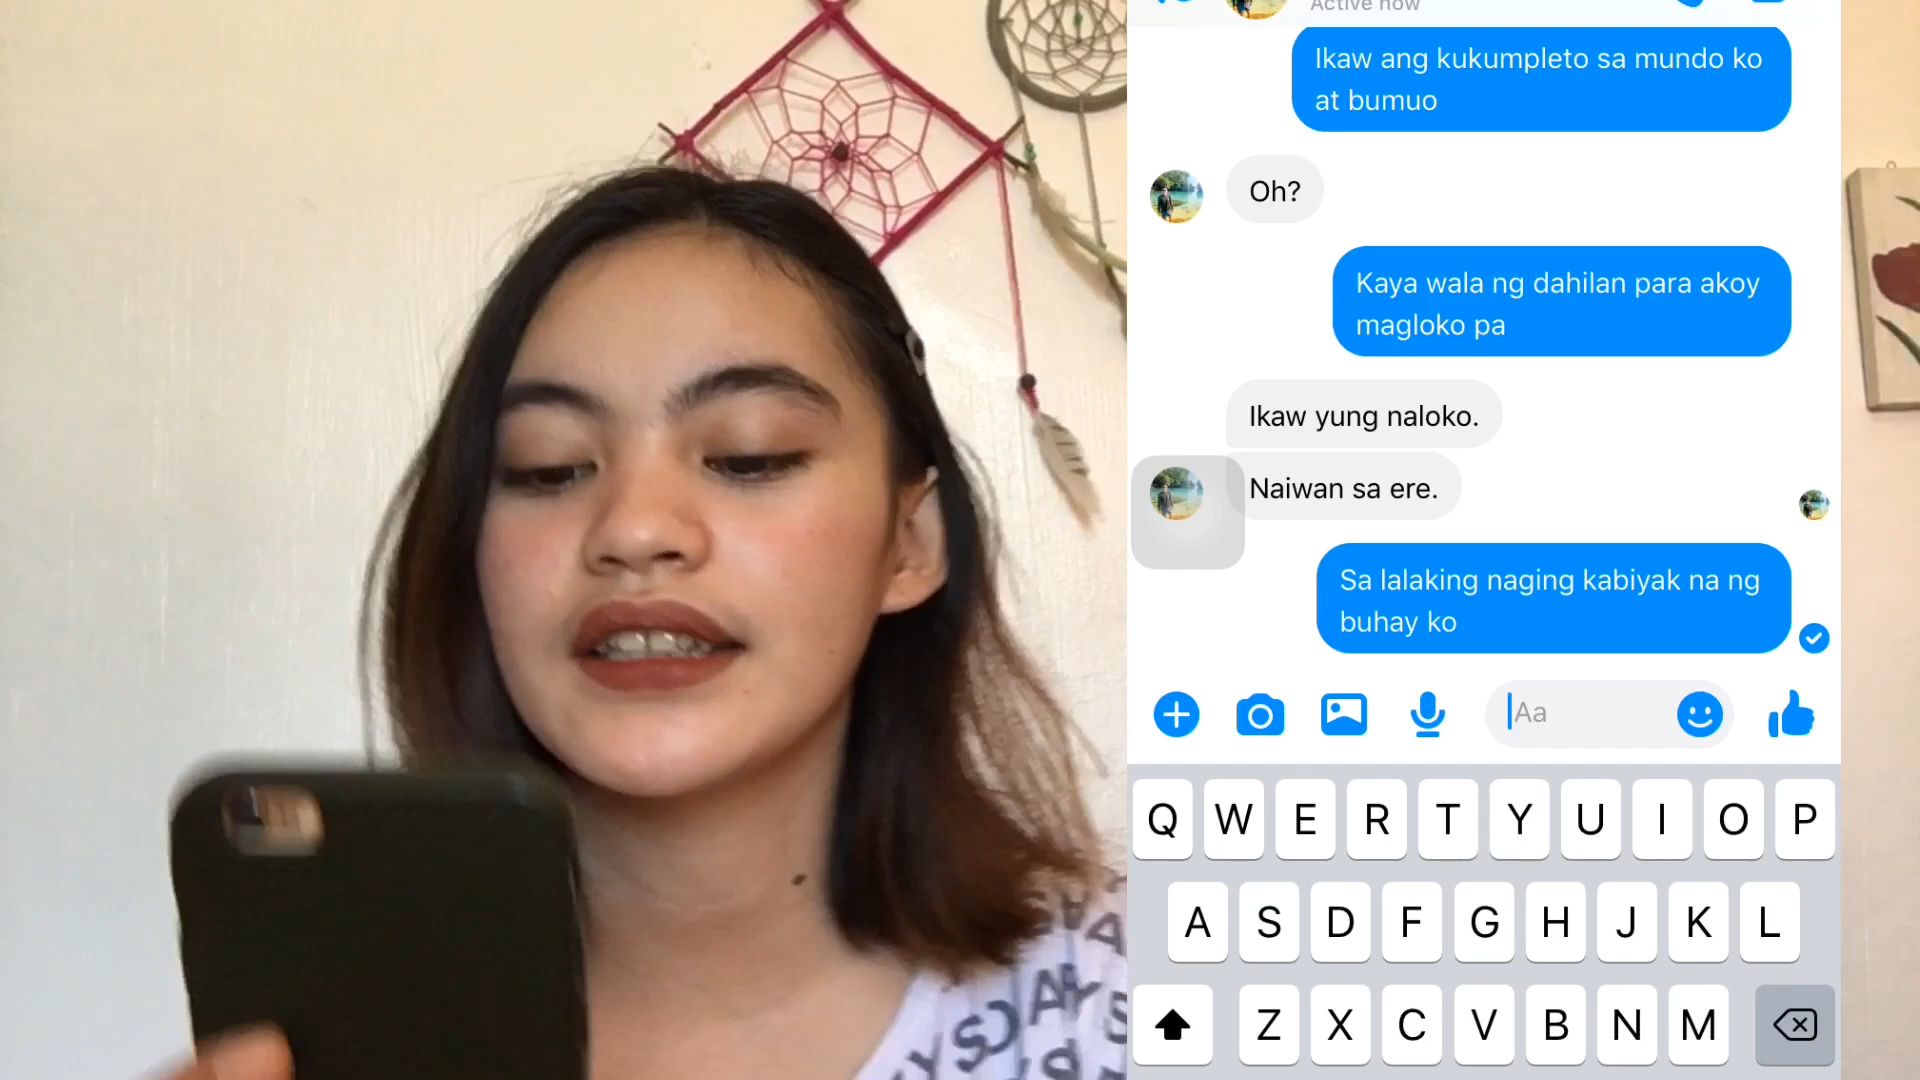 Active now
Ikaw ang kukumpleto sa mundo ko
at bumuo
Oh?
Kaya wala ng dahilan para akoy
magloko pa
Ikaw yung naloko.
Naiwan sa ere.
Sa lalaking naging kabiyak na ng
buhay ko
Aa
Q W E R T Y U I O P
A S D F G H J K L
Z X C V B N M